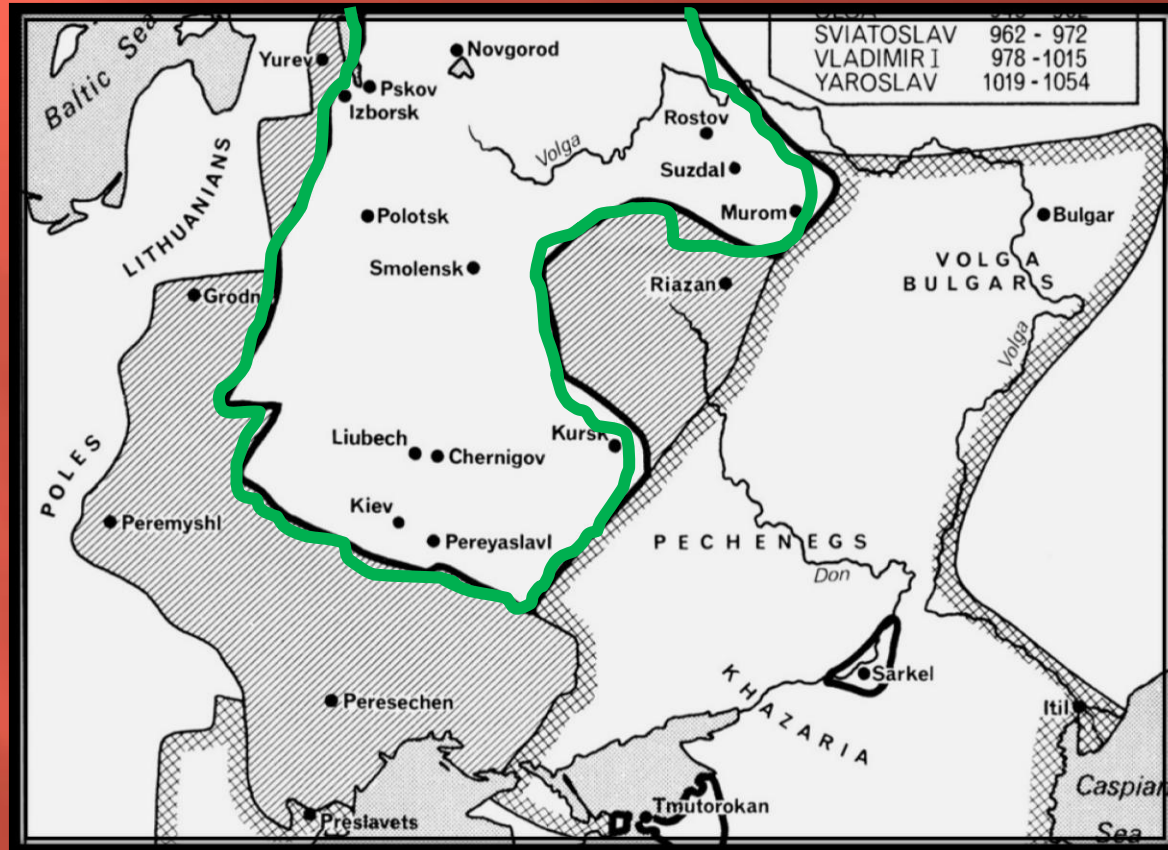 SVIATOSLAV 962 - 972
VLADIMIR I 978 - 1015
YAROSLAV 1019 - 1054
Baltic Sea
Yurev
Novgorod
Pskov
Izborsk
Rostov
Volga
Suzdal
LITHUANIANS
Murom
Polotsk
Bulgar
Smolensk
VOLGA
BULGARS
Riazan
Grodn
Volga
Liubech
Kursk
Chernigov
POLES
Kiev
Peremyshl
Pereyaslavl
PECHENEGS
Don
KHAZARIA
Sarkel
Peresechen
Itil
Caspian
Sea
Tmutorokan
Preslavets